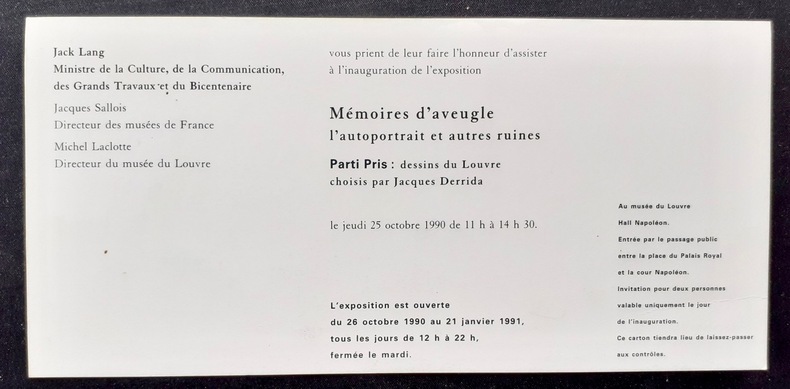 Jack Lang
Ministre de la Culture, de la Communication,
des Grands Travaux et du Bicentenaire
Jacques Sallois
Directeur des musées de France
Michel Laclotte
Directeur du musée du Louvre
vous prient de leur faire l'honneur d'assister
à l'inauguration de l'exposition
Mémoires d'aveugle
l'autoportrait et autres ruines
Parti Pris : dessins du Louvre
choisis par Jacques Derrida
le jeudi 25 octobre 1990 de 11 h à 14 h 30.
L'exposition est ouverte
du 26 octobre 1990 au 21 janvier 1991,
tous les jours de 12 h à 22 h,
fermée le mardi.
Au musée du Louvre
Hall Napoléon.
Entrée par le passage public
entre la place du Palais Royal
et la cour Napoléon.
Invitation pour deux personnes
valable uniquement le jour
de l'inauguration.
Ce carton tiendra lieu de laissez-passer
aux contrôles.